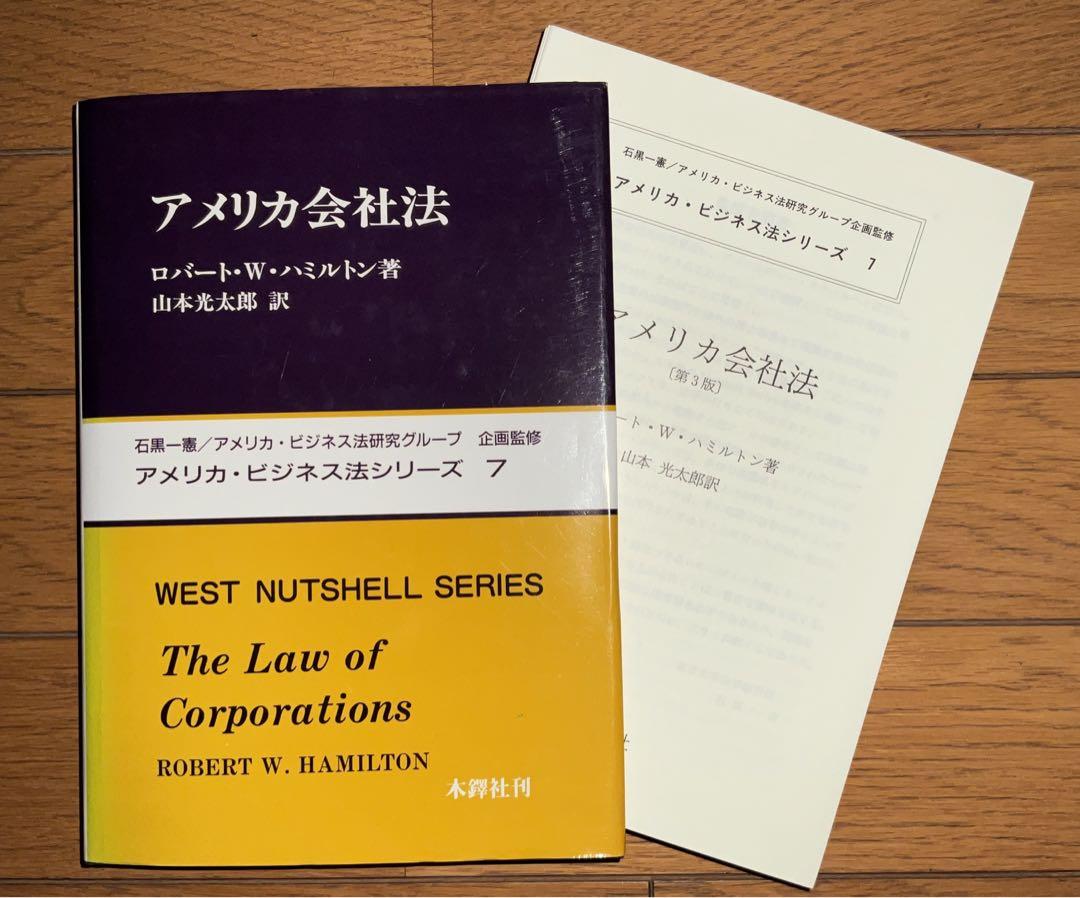 アメリカ会社法
ロバート・W・ハミルトン著
山本光太郎 訳
石黒一憲/アメリカ・ビジネス法研究グループ 企画監修
アメリカ・ビジネス法シリーズ 7
WEST NUTSHELL SERIES
The Law of
Corporations
ROBERT W. HAMILTON
木鐸社刊
石黒一憲/アメリカ・ビジネス法研究グループ企画監修
アメリカ・ビジネス法シリーズ 7
アメリカ会社法
〔第3版〕
ート・W・ハミルトン著
山本 光太郎訳